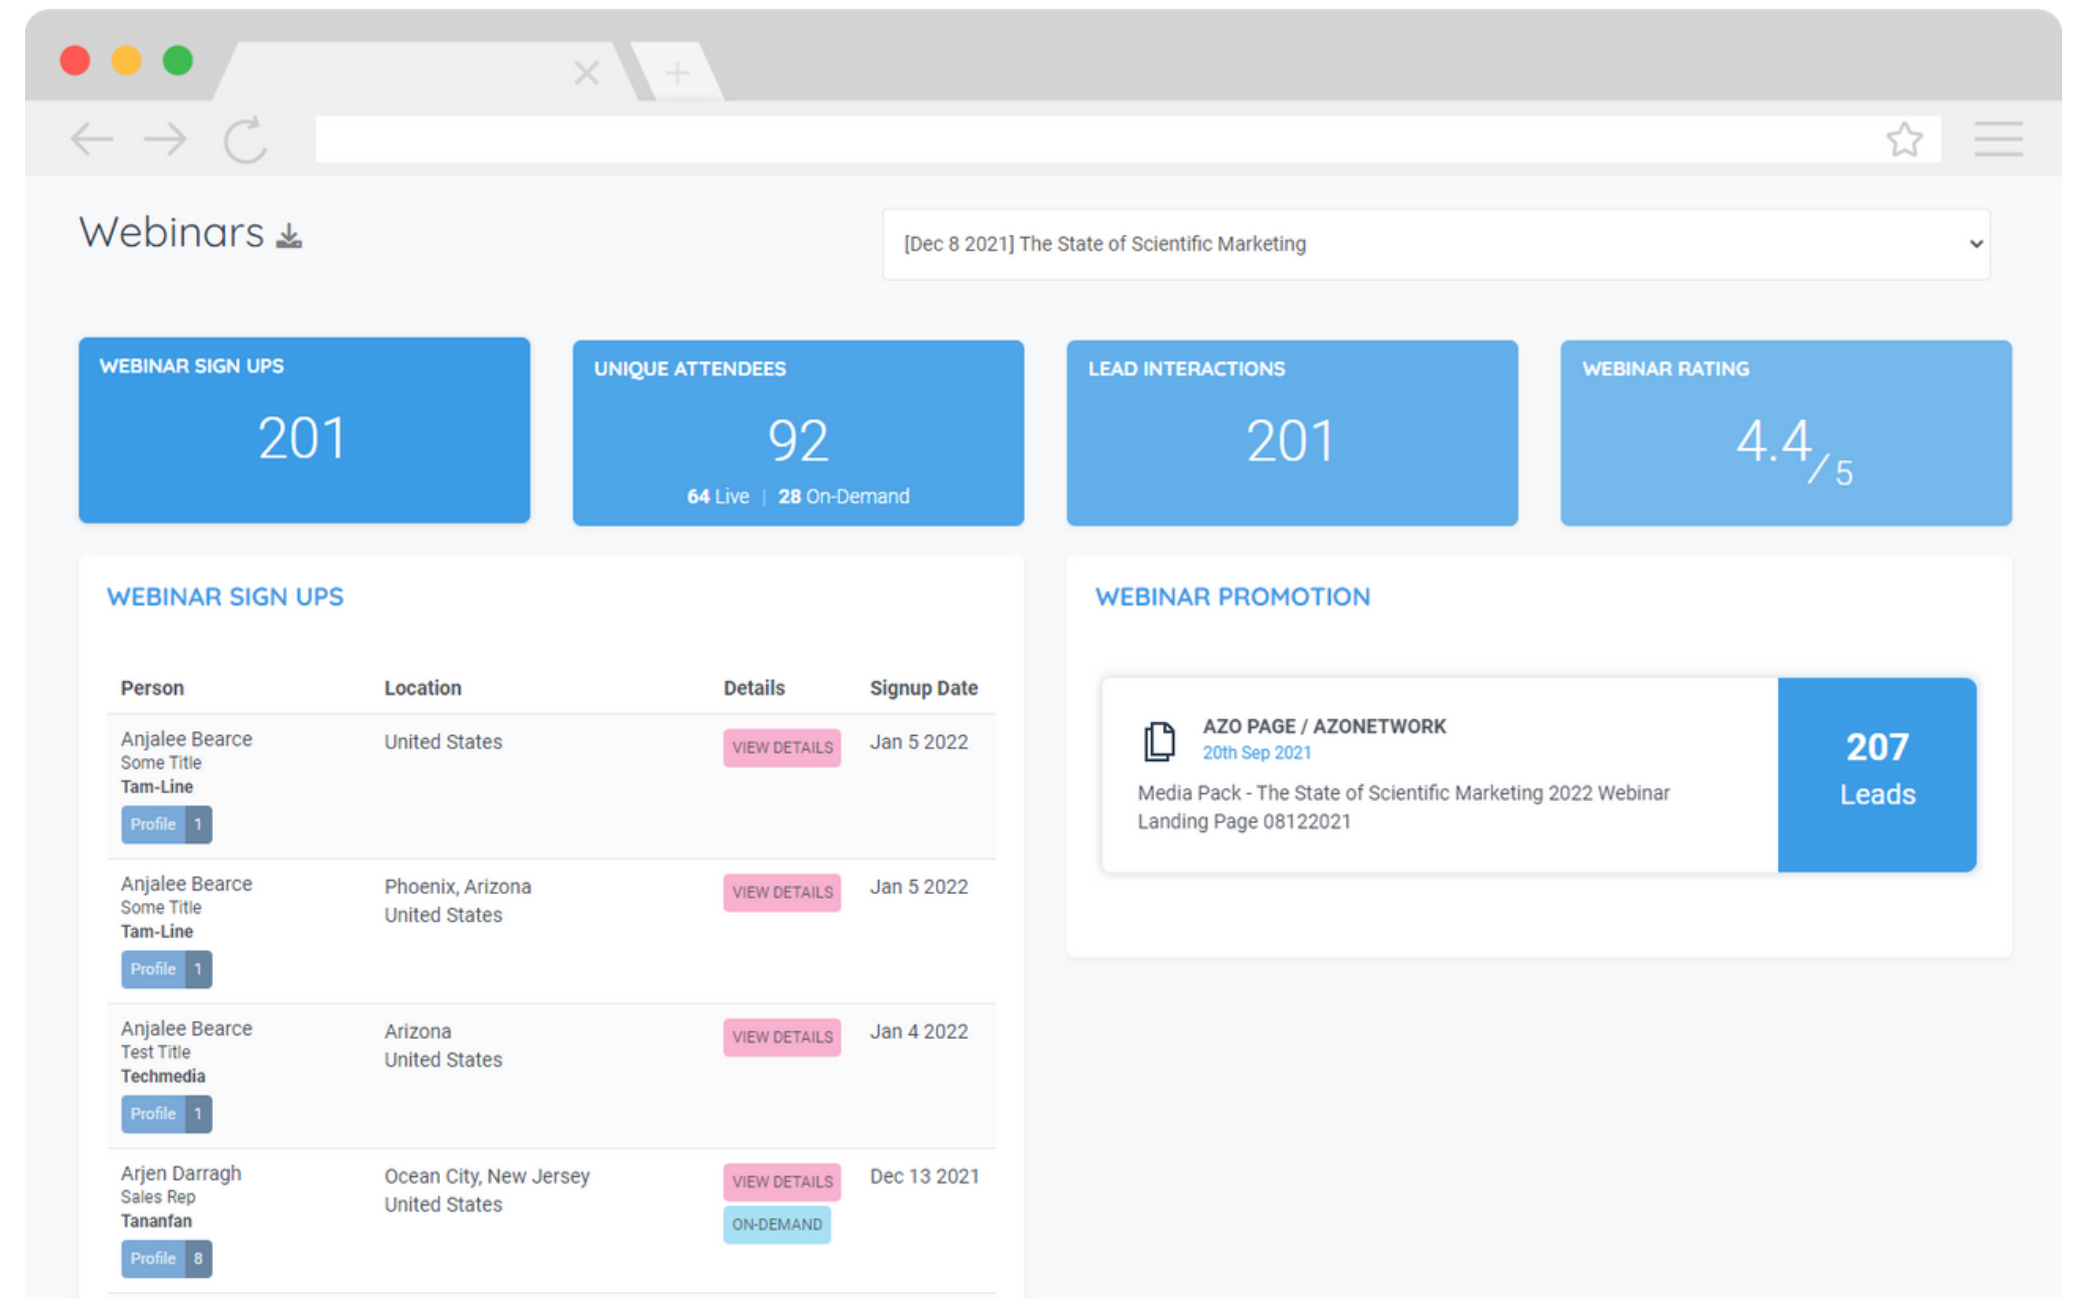 Webinars
[Dec 8 2021] The State of Scientific Marketing
WEBINAR SIGN UPS
201
UNIQUE ATTENDEES
92
64 Live | 28 On-Demand
LEAD INTERACTIONS
201
WEBINAR RATING
4.4/5
WEBINAR SIGN UPS
Person Location Details Signup Date
Anjalee Bearce United States VIEW DETAILS Jan 5 2022
Some Title
Tam-Line
Profile 1
Anjalee Bearce Phoenix, Arizona VIEW DETAILS Jan 5 2022
Some Title United States
Tam-Line
Profile 1
Anjalee Bearce Arizona VIEW DETAILS Jan 4 2022
Test Title United States
Techmedia
Profile 1
Arjen Darragh Ocean City, New Jersey VIEW DETAILS Dec 13 2021
Sales Rep United States
Tananfan ON-DEMAND
Profile 8
WEBINAR PROMOTION
AZO PAGE / AZONETWORK
20th Sep 2021
Media Pack - The State of Scientific Marketing 2022 Webinar
Landing Page 08122021
207
Leads